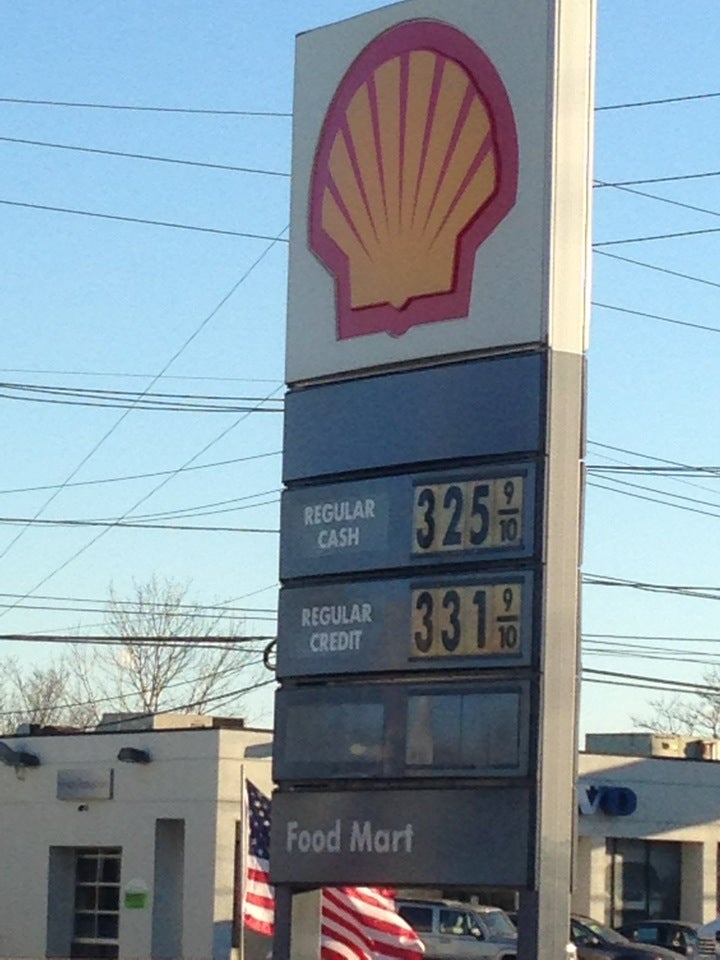 REGULAR
CASH
325 9/10
REGULAR
CREDIT
331 9/10
Food Mart